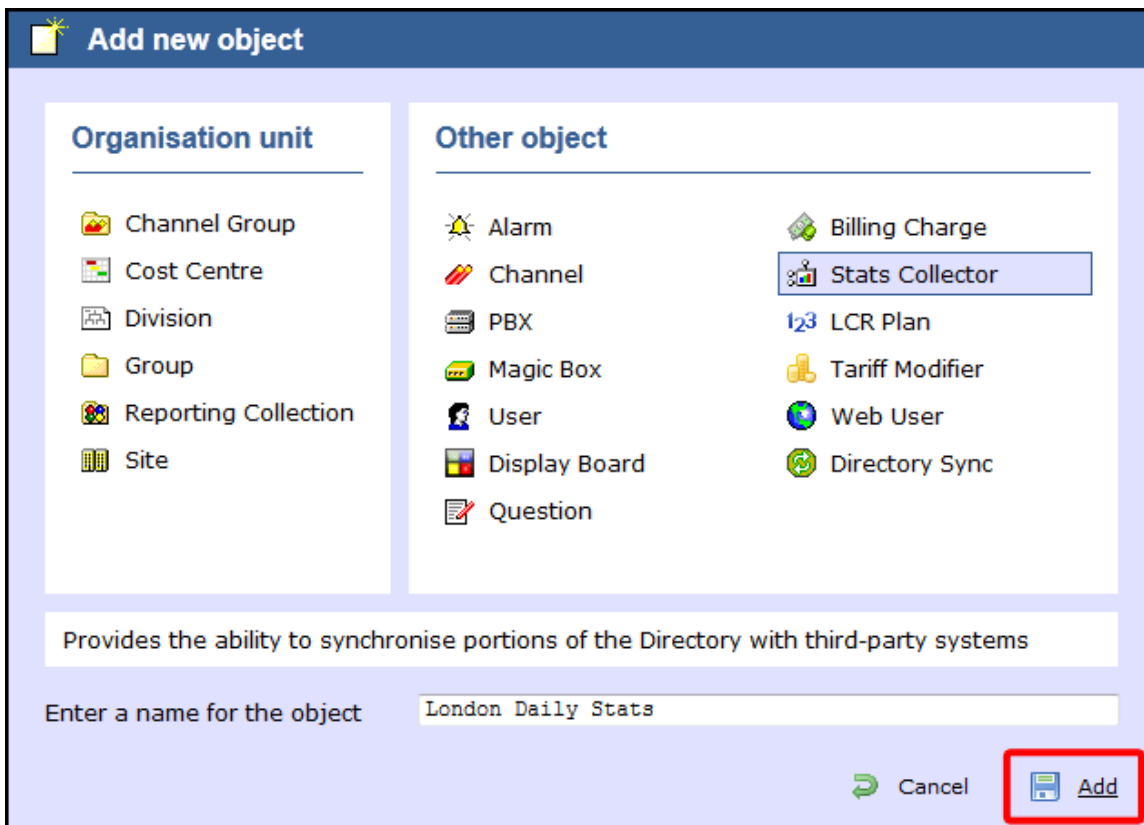 Add new object
Organisation unit
Channel Group
Cost Centre
Division
Group
Reporting Collection
Site
Other object
Alarm
Channel
PBX
Magic Box
User
Display Board
Question
Billing Charge
Stats Collector
123 LCR Plan
Tariff Modifier
Web User
Directory Sync
Provides the ability to synchronise portions of the Directory with third-party systems
Enter a name for the object London Daily Stats
Cancel Add